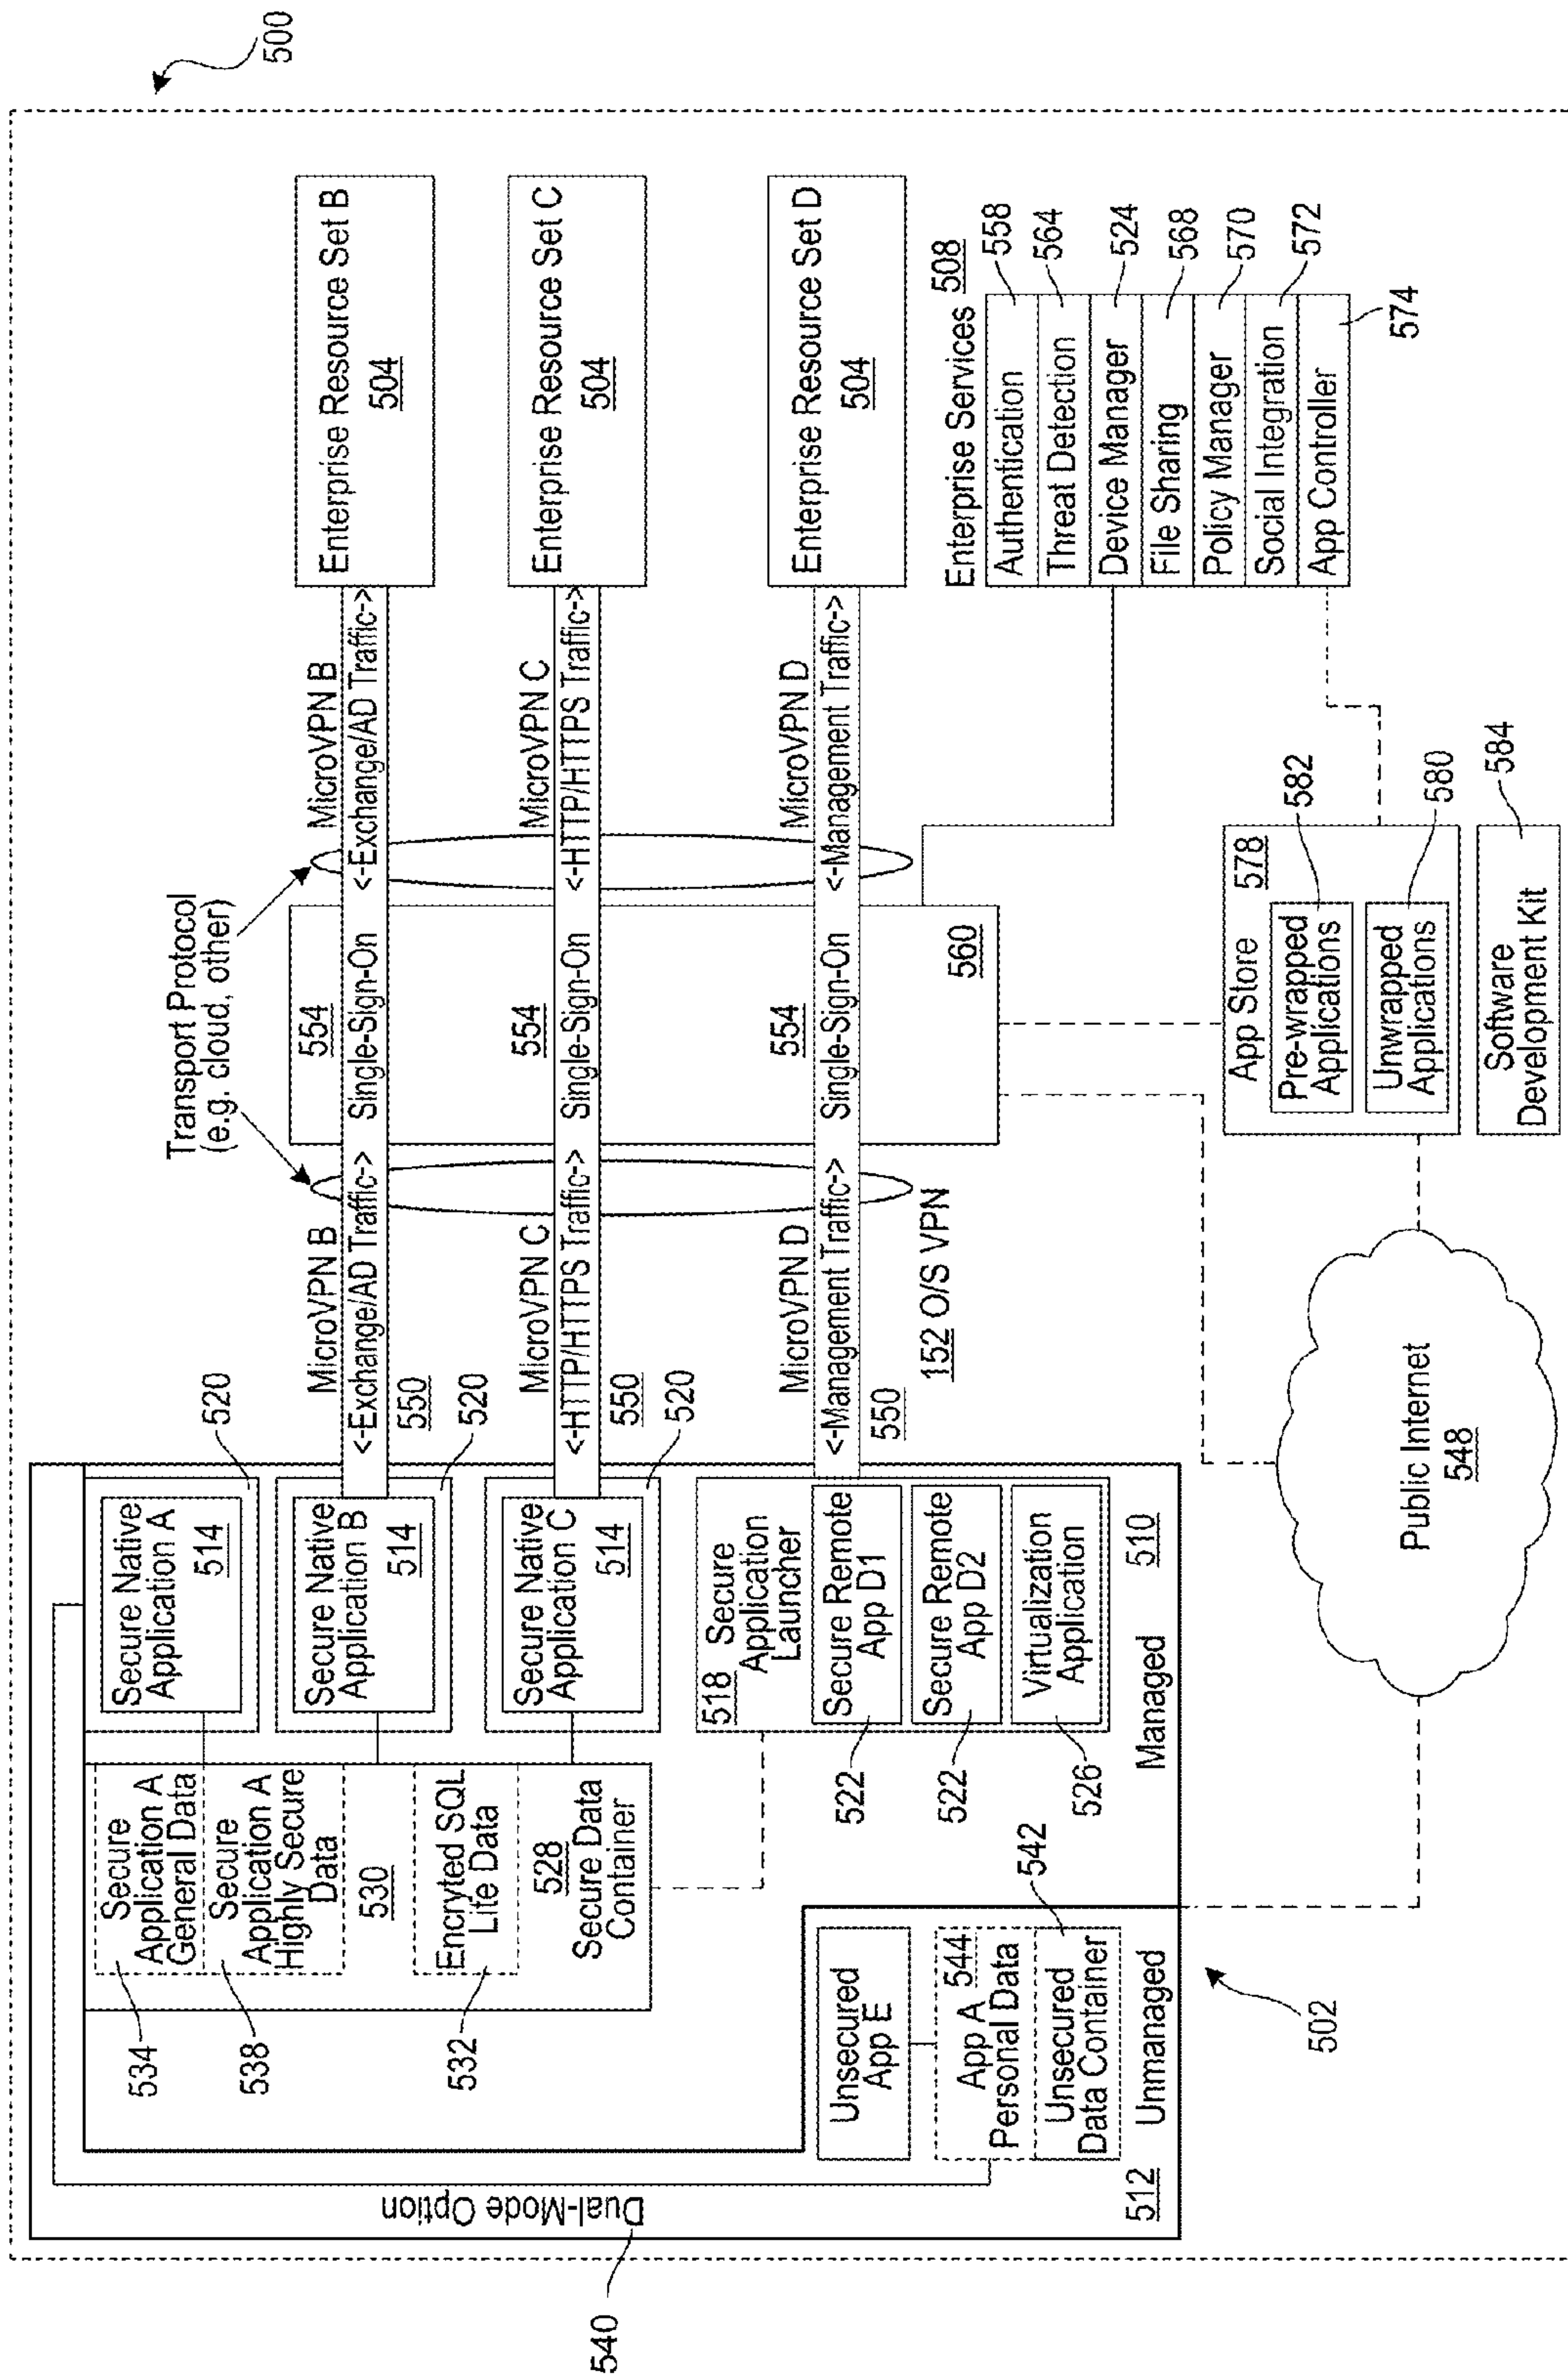 500
Transport Protocol
(e.g. cloud, other)
540
Dual-Mode Option
534
538
532
Secure
Application A
General Data
Secure
Application A
Highly Secure
Data
530
Encryted SQL
Lite Data
528
Secure Data
Container
Secure Native
Application A
514
520
Secure Native
Application B
514
520
Secure Native
Application C
514
520
518 Secure
Application
Launcher
Secure Remote
App D1
522
Secure Remote
App D2
522
Virtualization
Application
526
Managed
510
Unsecured
App E
App A 544
Personal Data
Unsecured
Data Container
542
512
Unmanaged
502
MicroVPN B
<-Exchange/AD Traffic->
550
MicroVPN C
<-HTTP/HTTPS Traffic->
550
MicroVPN D
<-Management Traffic->
550
152 O/S VPN
554
Single-Sign-On
554
Single-Sign-On
554
Single-Sign-On
560
MicroVPN B
<-Exchange/AD Traffic->
MicroVPN C
<-HTTP/HTTPS Traffic->
MicroVPN D
<-Management Traffic->
Enterprise Resource Set B
504
Enterprise Resource Set C
504
Enterprise Resource Set D
504
Enterprise Services 508
Authentication
558
Threat Detection
564
Device Manager
524
File Sharing
568
Policy Manager
570
Social Integration
572
App Controller
574
Public Internet
548
App Store 578
Pre-wrapped
Applications
582
Unwrapped
Applications
580
Software
Development Kit
584